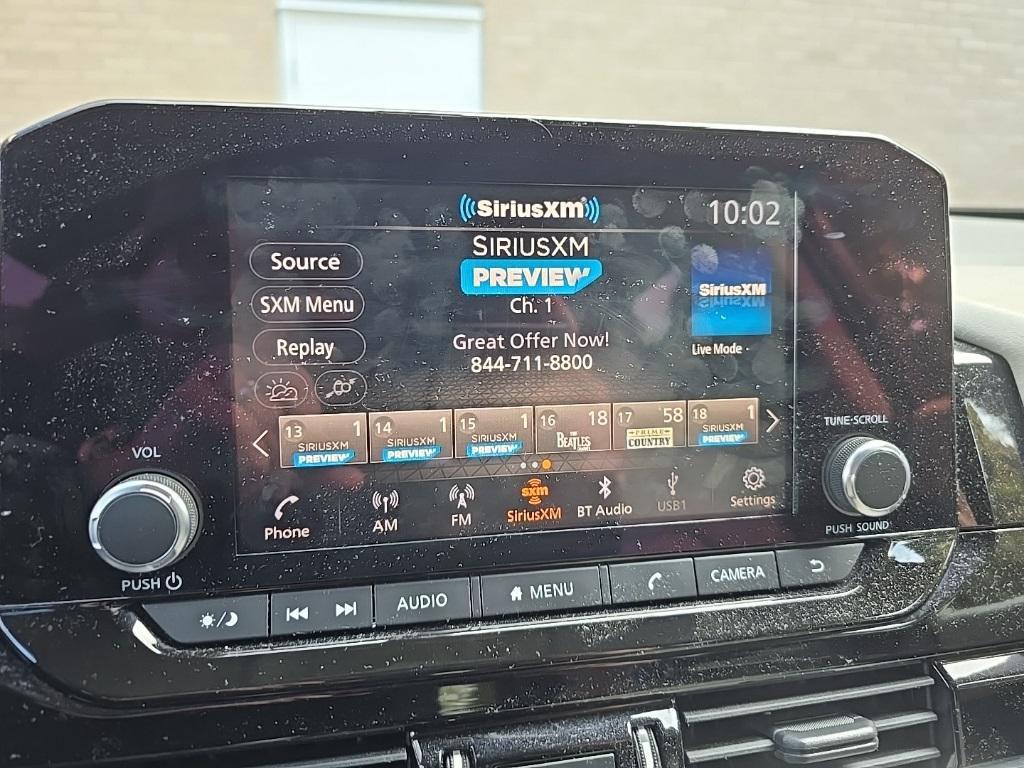 SiriusXM
10:02
SIRIUSXM
PREVIEW
Ch. 1
Great Offer Now!
844-711-8800
Source
SXM Menu
Replay
SiriusXM
Live Mode
13 1
SIRIUSXM
PREVIEW
14 1
SIRIUSXM
PREVIEW
15 1
SIRIUSXM
PREVIEW
16 18
THE
BEATLES
17 58
PRIME
COUNTRY
18 1
SIRIUSXM
PREVIEW
Phone
AM
FM
sxm
SiriusXM
BT Audio
USB1
Settings
VOL
PUSH
TUNE·SCROLL
PUSH SOUND
AUDIO
MENU
CAMERA